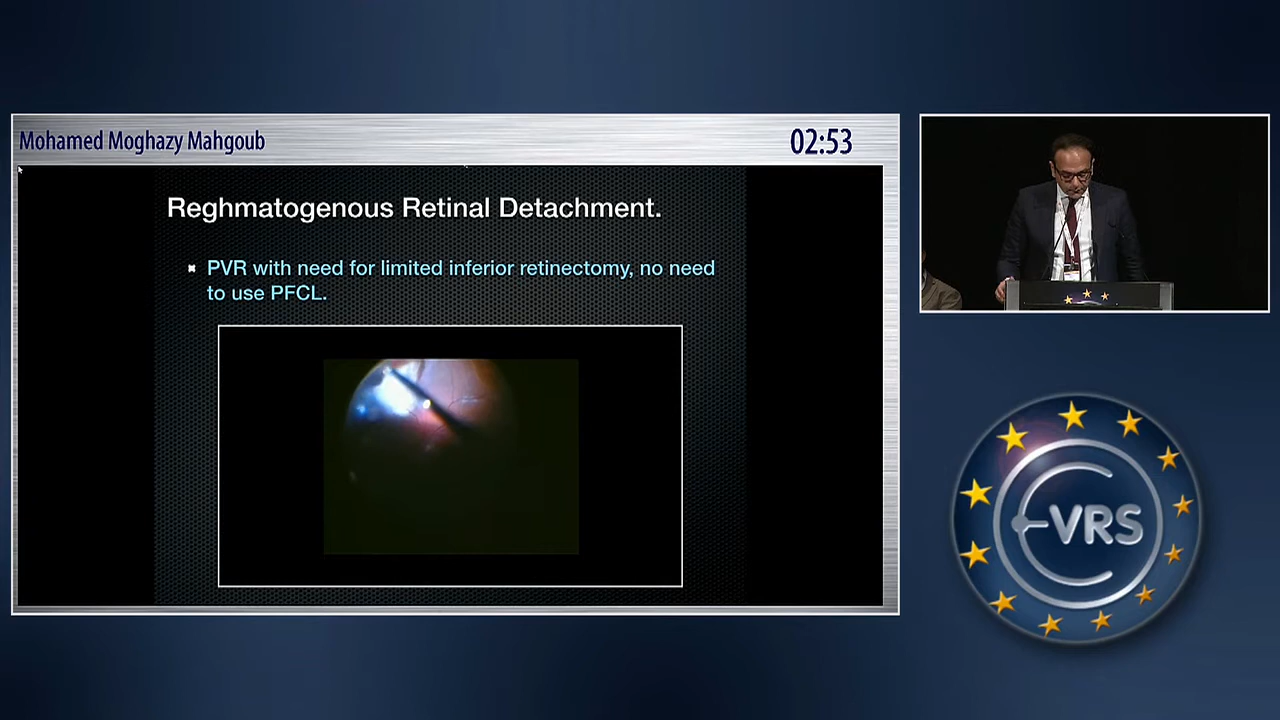 Mohamed Moghazy Mahgoub
02:53
Reghmatogenous Retinal Detachment.
PVR with need for limited inferior retinectomy, no need
to use PFCL.
E-VRS